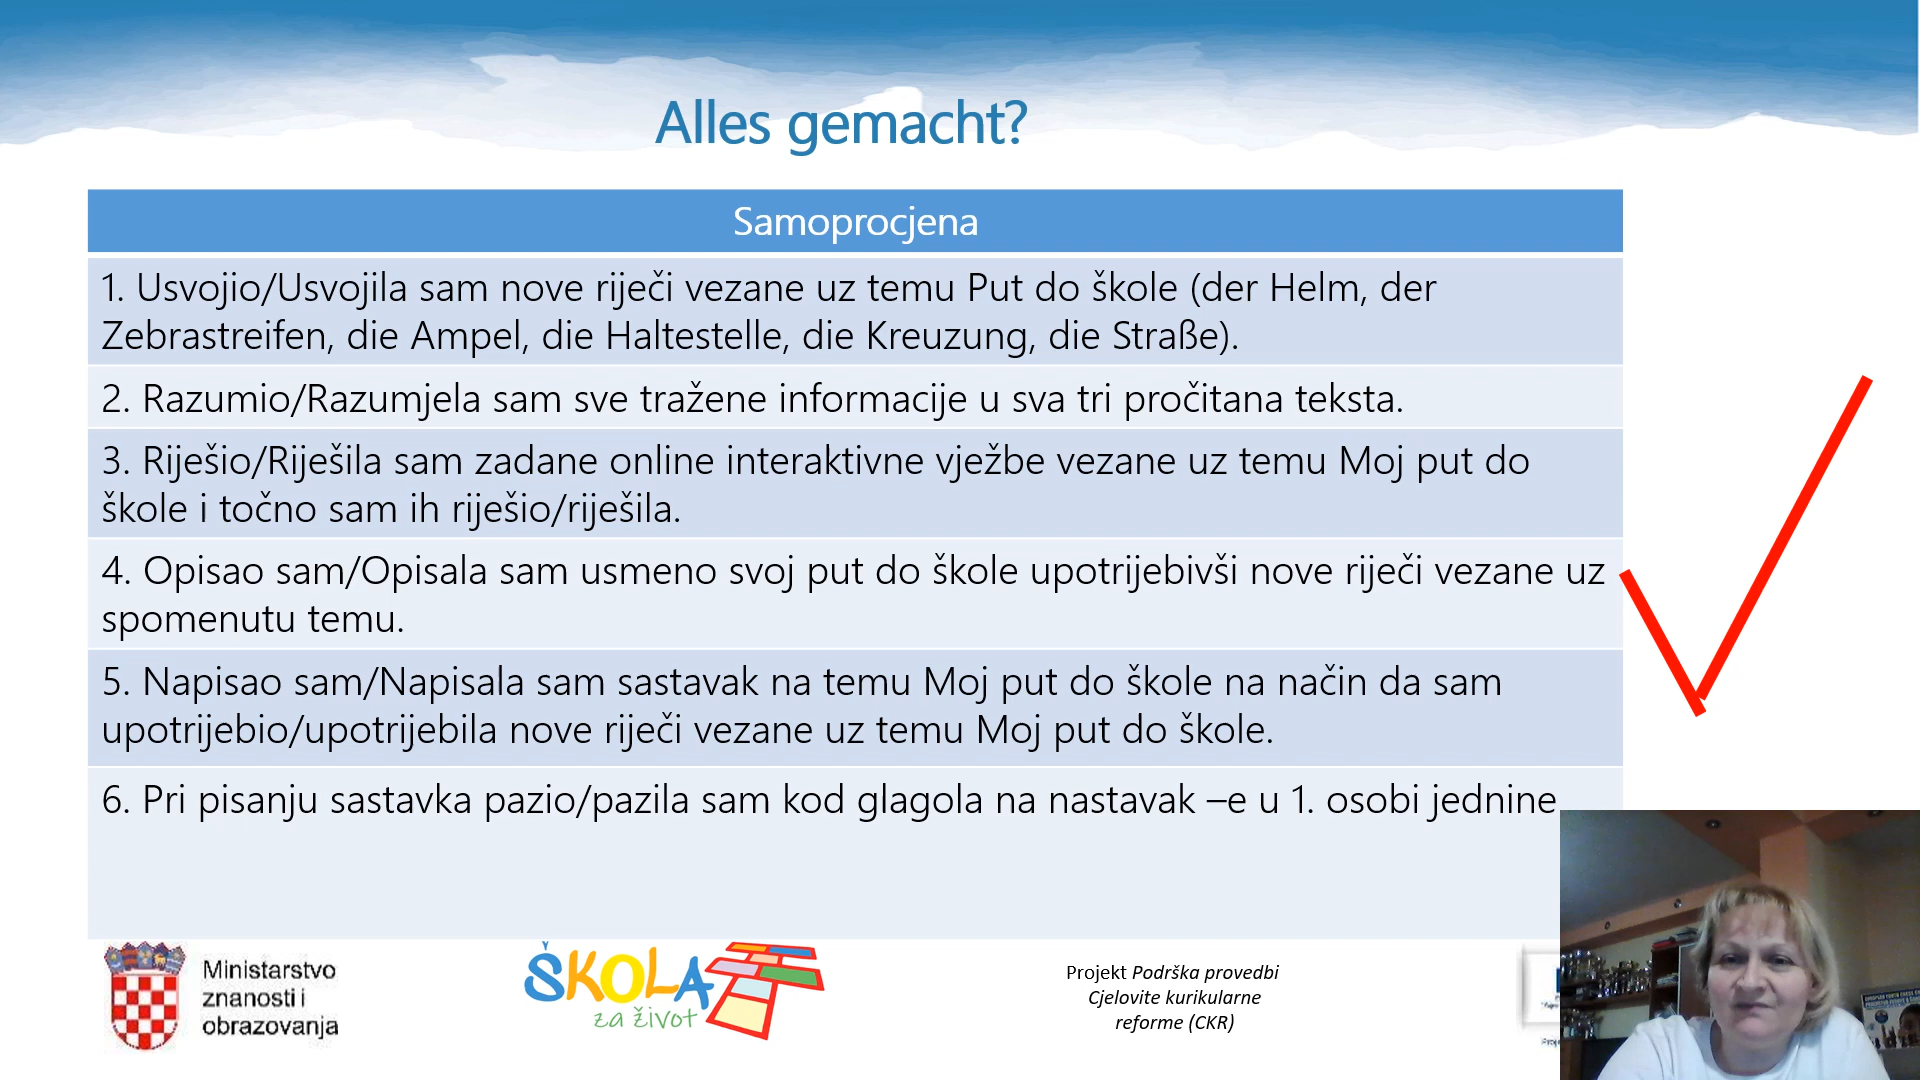 Alles gemacht?
Samoprocjena
1. Usvojio/Usvojila sam nove riječi vezane uz temu Put do škole (der Helm, der
Zebrastreifen, die Ampel, die Haltestelle, die Kreuzung, die Straße).
2. Razumio/Razumjela sam sve tražene informacije u sva tri pročitana teksta.
3. Riješio/Riješila sam zadane online interaktivne vježbe vezane uz temu Moj put do
škole i točno sam ih riješio/riješila.
4. Opisao sam/Opisala sam usmeno svoj put do škole upotrijebivši nove riječi vezane uz
spomenutu temu.
5. Napisao sam/Napisala sam sastavak na temu Moj put do škole na način da sam
upotrijebio/upotrijebila nove riječi vezane uz temu Moj put do škole.
6. Pri pisanju sastavka pazio/pazila sam kod glagola na nastavak –e u 1. osobi jednine
Ministarstvo
znanosti i
obrazovanja
ŠKOLA
za život
Projekt Podrška provedbi
Cjelovite kurikularne
reforme (CKR)